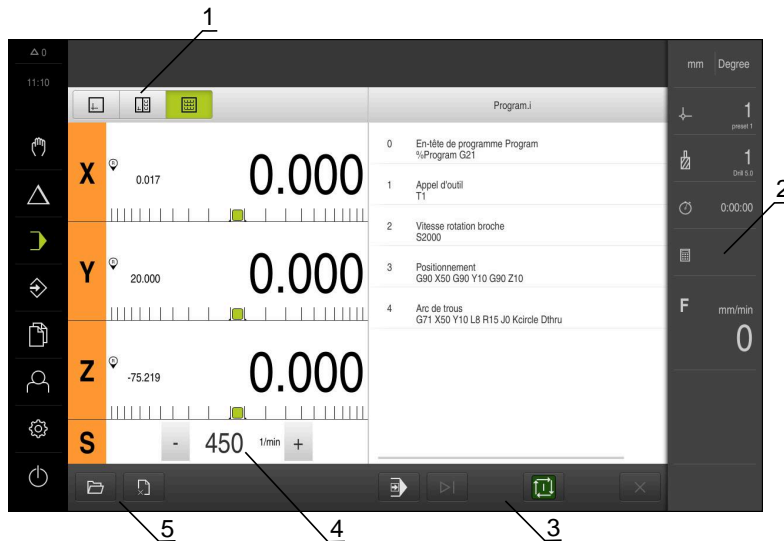 1
0
11:10
Program.i
mm Degree
X
R
0.017
0.000
Y
R
20.000
0.000
Z
R
-75.219
0.000
S
- 450 1/min +
0 En-tête de programme Program
%Program G21
1 Appel d'outil
T1
2 Vitesse rotation broche
S2000
3 Positionnement
G90 X50 G90 Y10 G90 Z10
4 Arc de trous
G71 X50 Y10 L8 R15 J0 Kcircle Dthru
1
preset 1
1
Drill 5.0
0:00:00
2
F mm/min
0
5
4
3